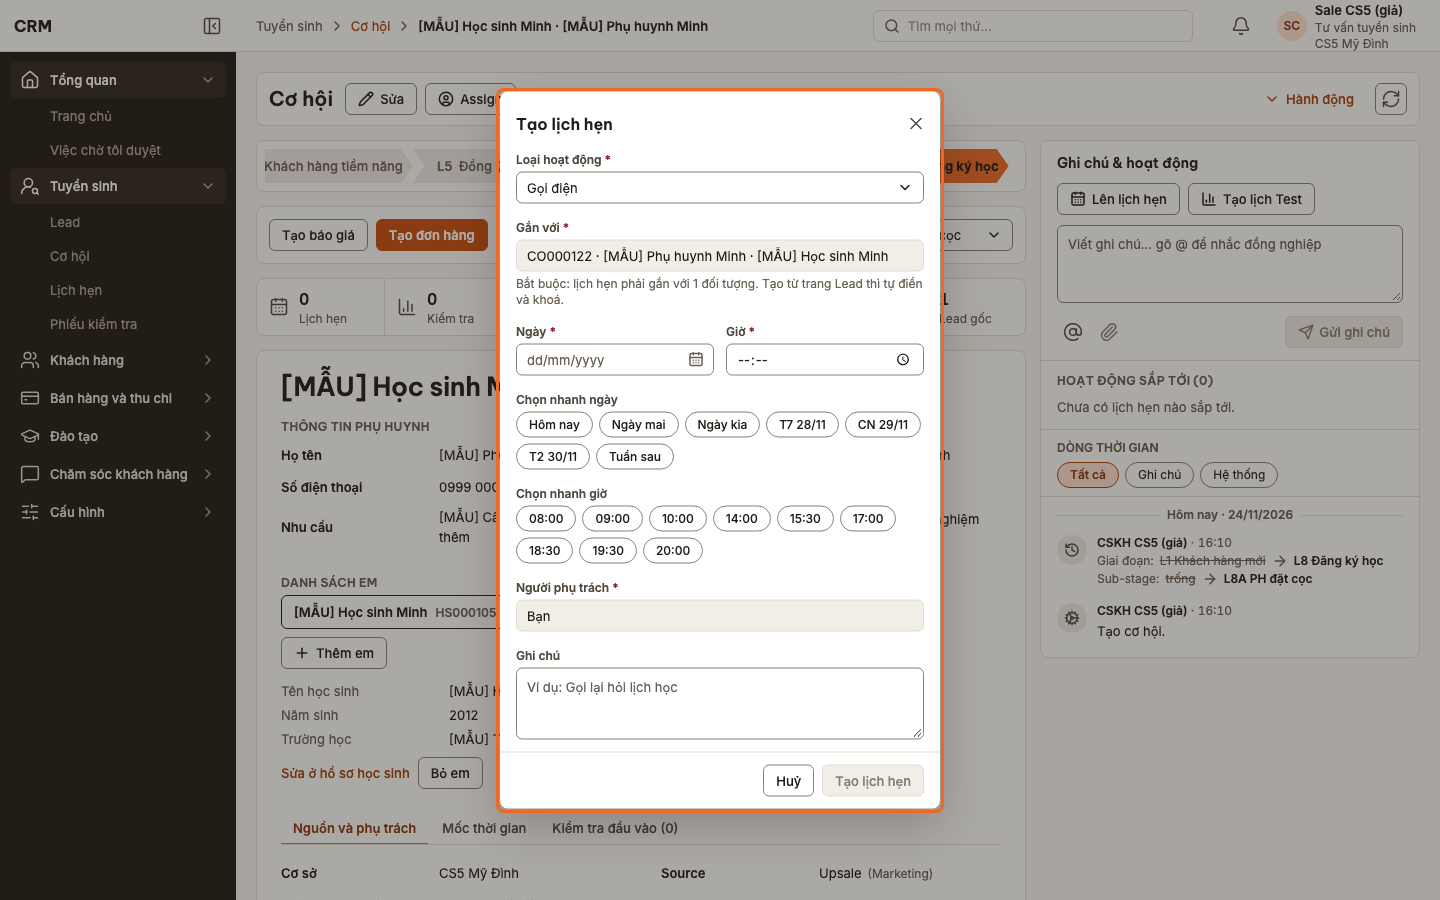 CRM
Tuyển sinh
Cơ hội
[MẪU] Học sinh Minh · [MẪU] Phụ huynh Minh
Tìm mọi thứ...
SC
Sale CS5 (giả)
Tư vấn tuyển sinh
CS5 Mỹ Đình
Tổng quan
Trang chủ
Việc chờ tôi duyệt
Tuyển sinh
Lead
Cơ hội
Lịch hẹn
Phiếu kiểm tra
Khách hàng
Bán hàng và thu chi
Đào tạo
Chăm sóc khách hàng
Cấu hình
Cơ hội
Sửa
Hành động
Khách hàng tiềm năng
L5 Đồng
ký học
Tạo báo giá
Tạo đơn hàng
cọc
0
Lịch hẹn
0
Kiểm tra
Lead gốc
[MẪU] Học sinh
THÔNG TIN PHỤ HUYNH
Họ tên
[MẪU]
Số điện thoại
0999
Nhu cầu
[MẪU]
thêm
DANH SÁCH EM
[MẪU] Học sinh Minh HS000105
Thêm em
Tên học sinh
[MẪU]
Năm sinh
2012
Trường học
[MẪU]
Sửa ở hồ sơ học sinh
Bỏ em
Nguồn và phụ trách
Mốc thời gian
Kiểm tra đầu vào (0)
Cơ sở
CS5 Mỹ Đình
Source
Upsale (Marketing)
Tạo lịch hẹn
Loại hoạt động *
Gọi điện
Gắn với *
CO000122 · [MẪU] Phụ huynh Minh · [MẪU] Học sinh Minh
Bắt buộc: lịch hẹn phải gắn với 1 đối tượng. Tạo từ trang Lead thì tự điền
và khoá.
Ngày *
Giờ *
dd/mm/yyyy
--:--
Chọn nhanh ngày
Hôm nay
Ngày mai
Ngày kia
T7 28/11
CN 29/11
T2 30/11
Tuần sau
Chọn nhanh giờ
08:00
09:00
10:00
14:00
15:30
17:00
18:30
19:30
20:00
Người phụ trách *
Bạn
Ghi chú
Ví dụ: Gọi lại hỏi lịch học
Huỷ
Tạo lịch hẹn
Ghi chú & hoạt động
Lên lịch hẹn
Tạo lịch Test
Viết ghi chú... gõ @ để nhắc đồng nghiệp
Gửi ghi chú
HOẠT ĐỘNG SẮP TỚI (0)
Chưa có lịch hẹn nào sắp tới.
DÒNG THỜI GIAN
Tất cả
Ghi chú
Hệ thống
Hôm nay · 24/11/2026
CSKH CS5 (giả) · 16:10
Giai đoạn: L1 Khách hàng mới → L8 Đăng ký học
Sub-stage: trống → L8A PH đặt cọc
CSKH CS5 (giả) · 16:10
Tạo cơ hội.